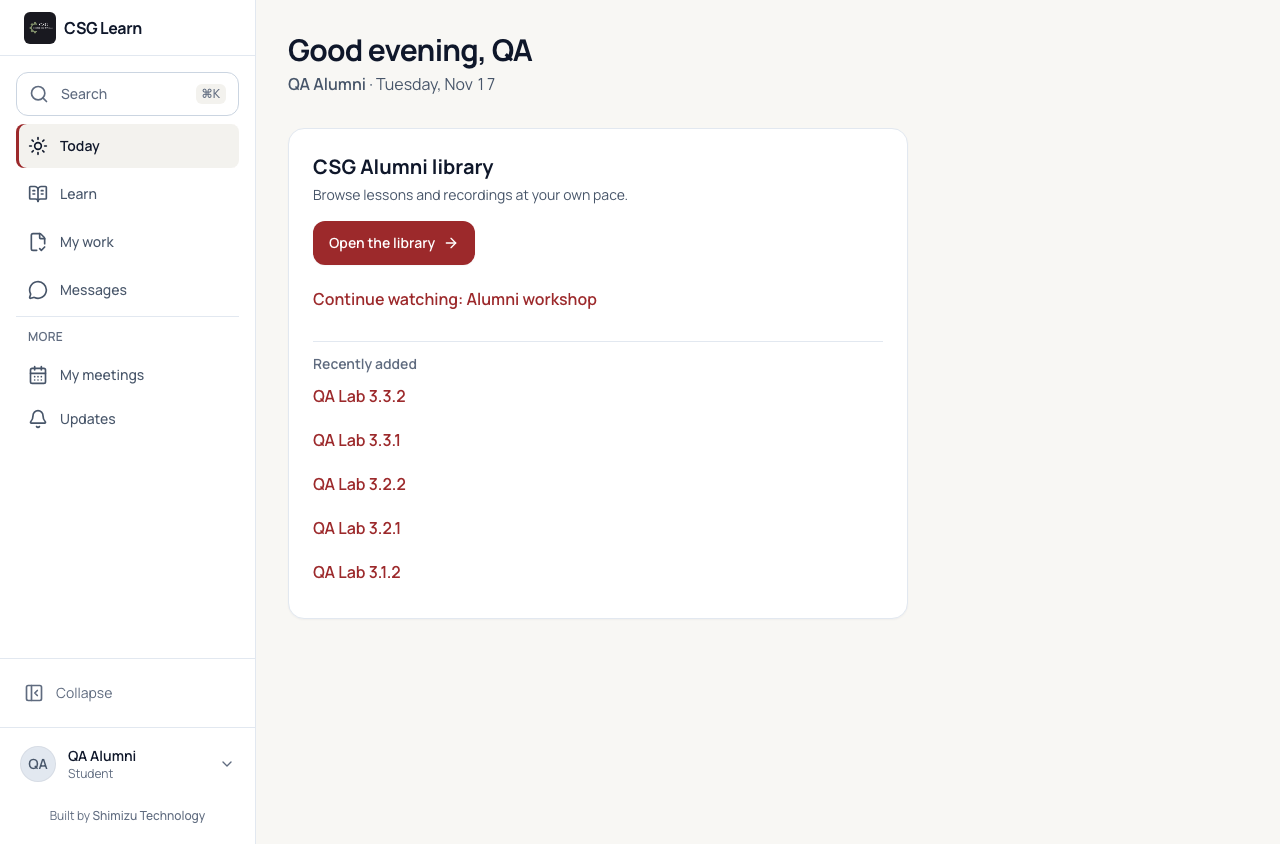 CSG Learn
Search ⌘K
Today
Learn
My work
Messages
MORE
My meetings
Updates
Collapse
QA
QA Alumni
Student
Built by Shimizu Technology
Good evening, QA
QA Alumni · Tuesday, Nov 17
CSG Alumni library
Browse lessons and recordings at your own pace.
Open the library →
Continue watching: Alumni workshop
Recently added
QA Lab 3.3.2
QA Lab 3.3.1
QA Lab 3.2.2
QA Lab 3.2.1
QA Lab 3.1.2